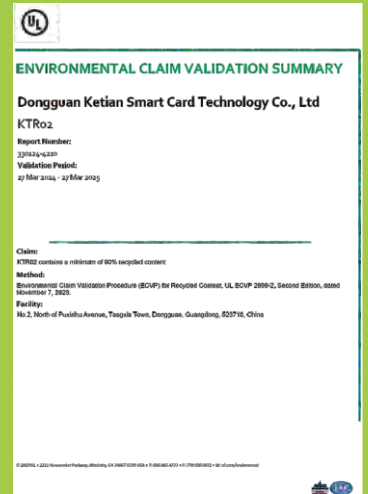 UL
ENVIRONMENTAL CLAIM VALIDATION SUMMARY
Dongguan Ketian Smart Card Technology Co., Ltd
KTR02
Report Number:
Validation Period:
27 Mar 2024 - 27 Mar 2025
Claim:
KTR02 contains a minimum of 90% recycled content
Method:
Environmental Claim Validation Procedure (ECVP) for Recycled Content, UL ECVP 2809-2, Second Edition, dated
November 7, 2023.
Facility:
No.2, North of Puxinhu Avenue, Tangxia Town, Dongguan, Guangdong, 523710, China